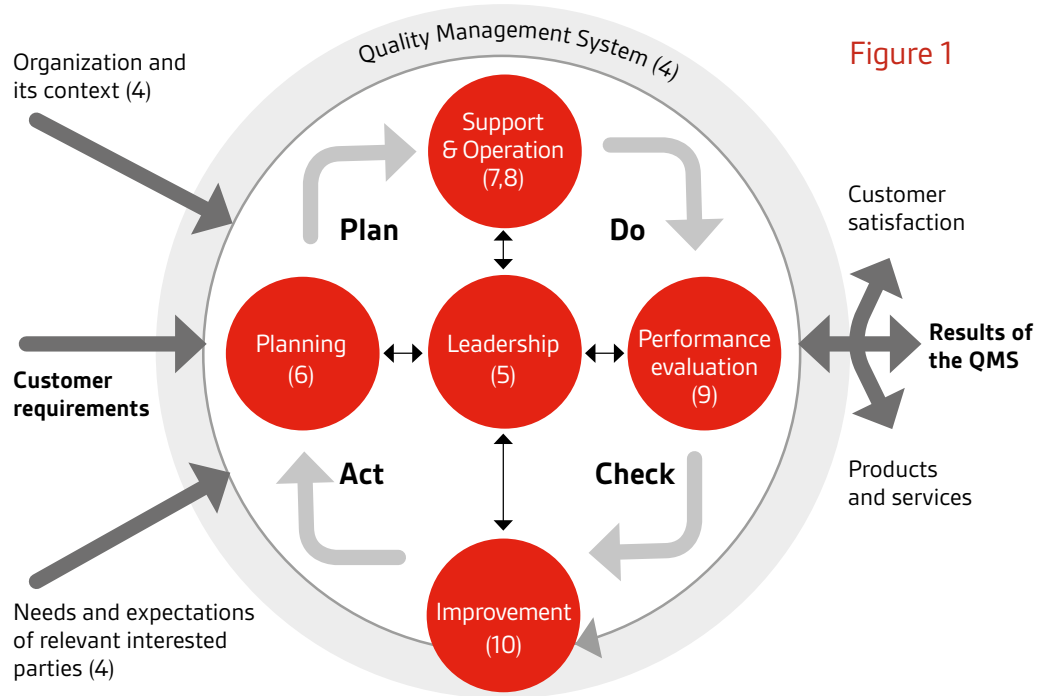 Quality Management System (4)
Figure 1
Organization and
its context (4)
Support
& Operation
(7,8)
Customer
satisfaction
Plan
Do
Planning
(6)
Leadership
(5)
Performance
evaluation
(9)
Results of
the QMS
Customer
requirements
Act
Check
Products
and services
Needs and expectations
of relevant interested
parties (4)
Improvement
(10)